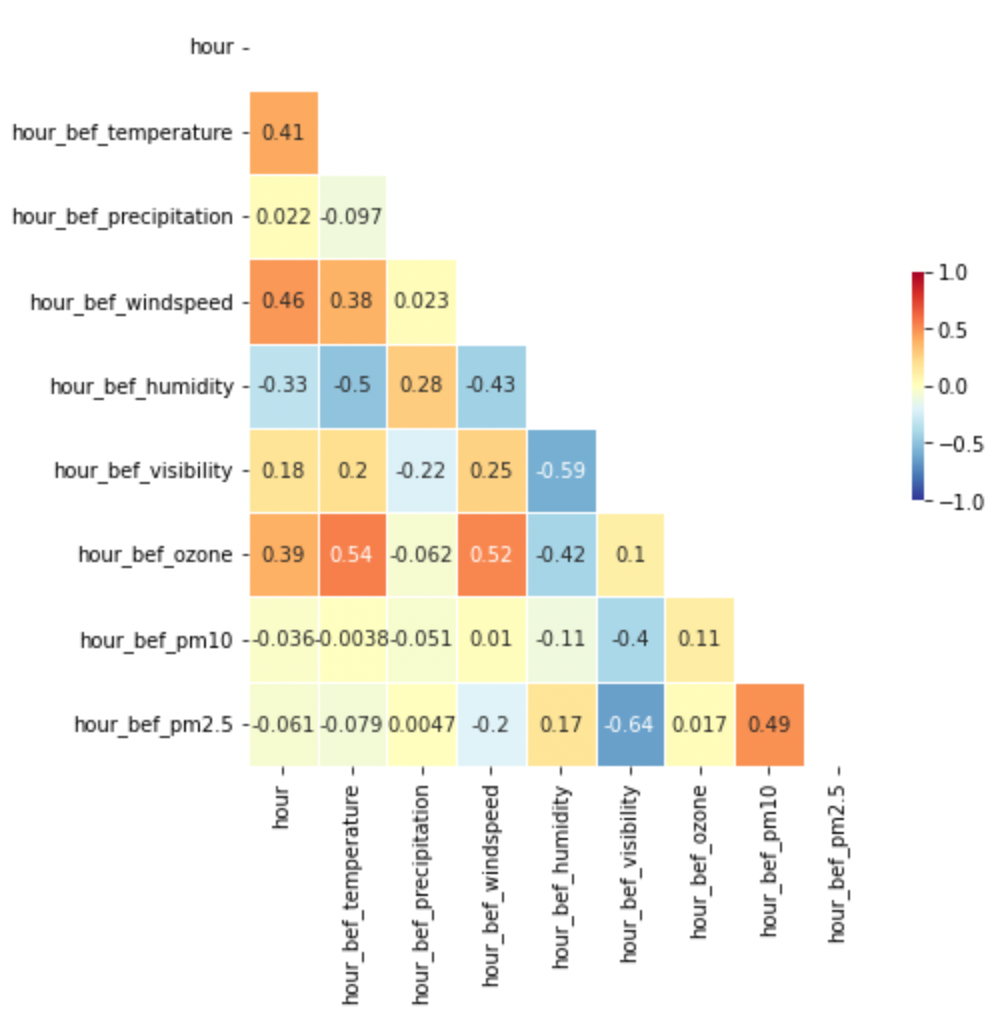 hour
hour_bef_temperature 0.41
hour_bef_precipitation 0.022 -0.097
hour_bef_windspeed 0.46 0.38 0.023
hour_bef_humidity -0.33 -0.5 0.28 -0.43
hour_bef_visibility 0.18 0.2 -0.22 0.25 -0.59
hour_bef_ozone 0.39 0.54 -0.062 0.52 -0.42 0.1
hour_bef_pm10 -0.036 -0.0038 -0.051 0.01 -0.11 -0.4 0.11
hour_bef_pm2.5 -0.061 -0.079 0.0047 -0.2 0.17 -0.64 0.017 0.49
hour
hour_bef_temperature
hour_bef_precipitation
hour_bef_windspeed
hour_bef_humidity
hour_bef_visibility
hour_bef_ozone
hour_bef_pm10
hour_bef_pm2.5
1.0
0.5
0.0
−0.5
−1.0